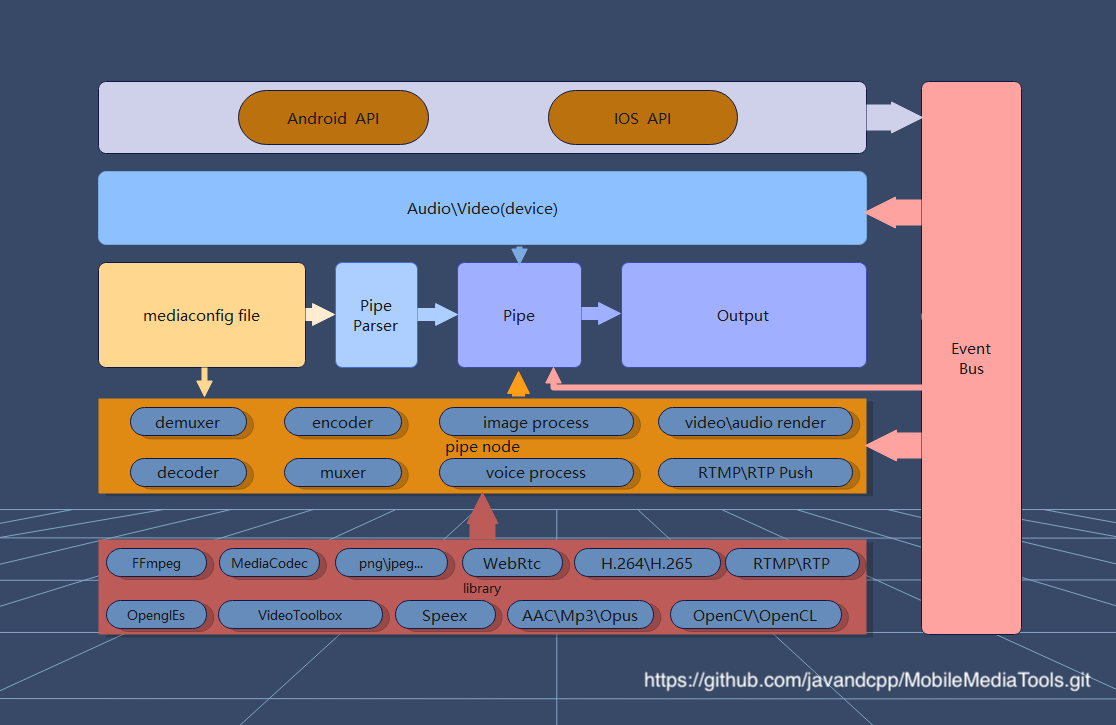 Android  API
IOS  API
Audio\Video(device)
mediaconfig file
Pipe
Parser
Pipe
Output
Event
Bus
demuxer
encoder
image process
video\audio render
pipe node
decoder
muxer
voice process
RTMP\RTP Push
FFmpeg
MediaCodec
png\jpeg...
WebRtc
H.264\H.265
RTMP\RTP
library
OpenglEs
VideoToolbox
Speex
AAC\Mp3\Opus
OpenCV\OpenCL
https://github.com/javandcpp/MobileMediaTools.git